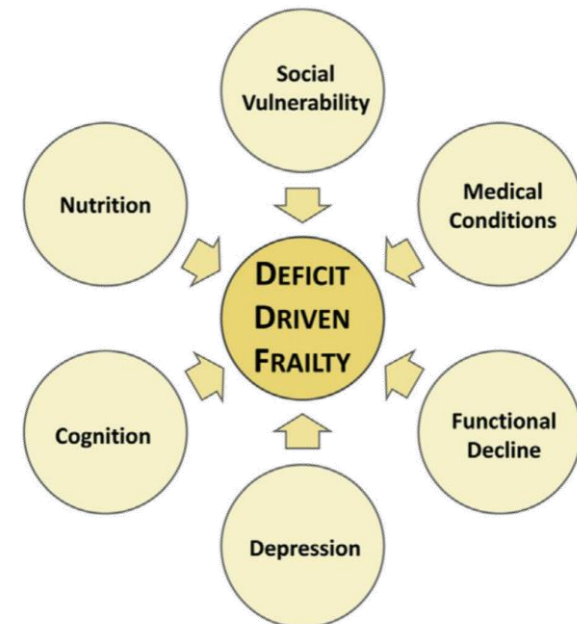 Social
Vulnerability
Nutrition
Medical
Conditions
DEFICIT
DRIVEN
FRAILTY
Cognition
Functional
Decline
Depression